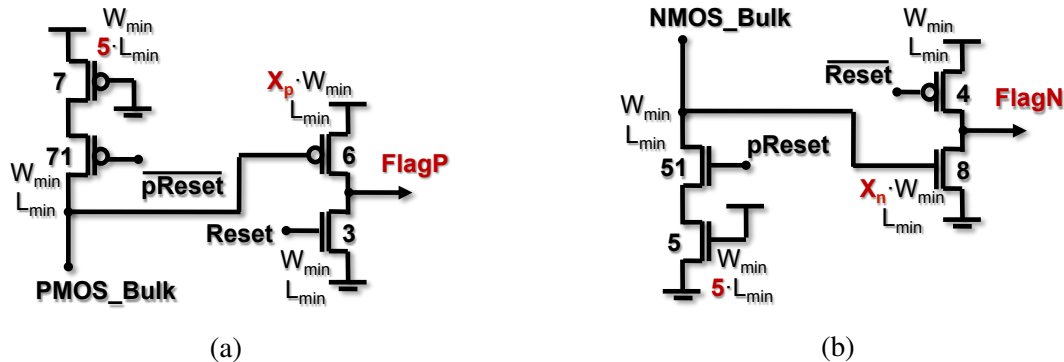 W_min
5·L_min
7
X_p·W_min
L_min
71
6
FlagP
pReset
W_min
L_min
Reset
3
W_min
L_min
PMOS_Bulk
(a)
NMOS_Bulk
W_min
L_min
Reset
4
FlagN
W_min
L_min
pReset
51
8
X_n·W_min
L_min
5
W_min
5·L_min
(b)